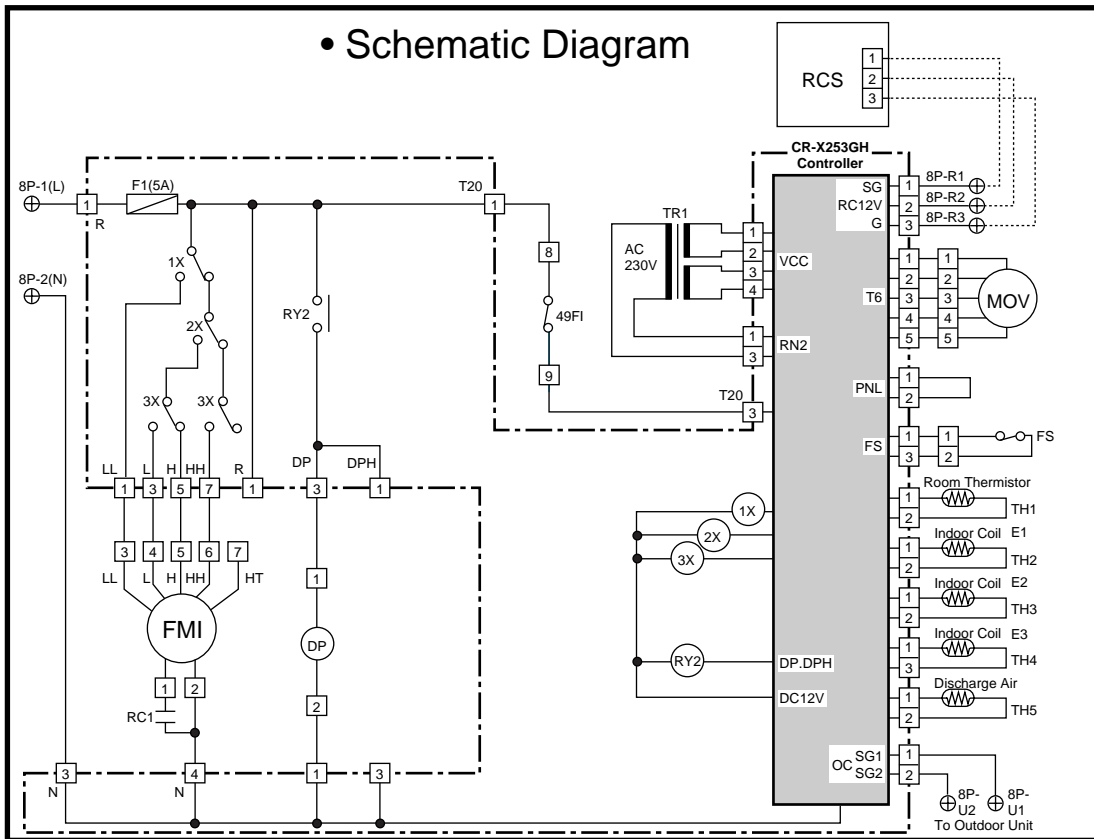 • Schematic Diagram
RCS
1
2
3
CR-X253GH
Controller
8P-1(L)
1
R
F1(5A)
T20
1
8P-2(N)
1X
2X
3X
3X
RY2
8
49FI
9
TR1
AC
230V
1
2
3
4
VCC
1
3
RN2
T20
3
SG
RC12V
G
1
2
3
8P-R1
8P-R2
8P-R3
T6
1
2
3
4
5
1
2
3
4
5
MOV
PNL
1
2
FS
1
3
1
2
FS
Room Thermistor
1
2
TH1
Indoor Coil E1
1
2
TH2
Indoor Coil E2
1
2
TH3
Indoor Coil E3
1
3
TH4
Discharge Air
1
2
TH5
OC
SG1
SG2
1
2
8P-
U2
8P-
U1
To Outdoor Unit
1X
2X
3X
RY2
DP.DPH
DC12V
LL
L
H
HH
R
DP
DPH
1
3
5
7
1
3
1
3
4
5
6
7
LL
L
H
HH
HT
FMI
1
2
RC1
1
DP
2
3
N
4
N
1
3